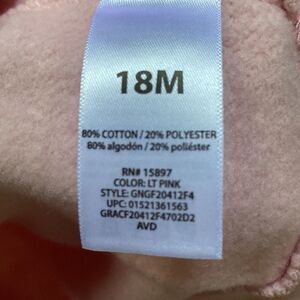 18M
80% COTTON / 20% POLYESTER
80% algodón / 20% poliéster
RN# 15897
COLOR: LT PINK
STYLE: GNGF20412F4
UPC: 01521361563
GRACF20412F4702D2
AVD